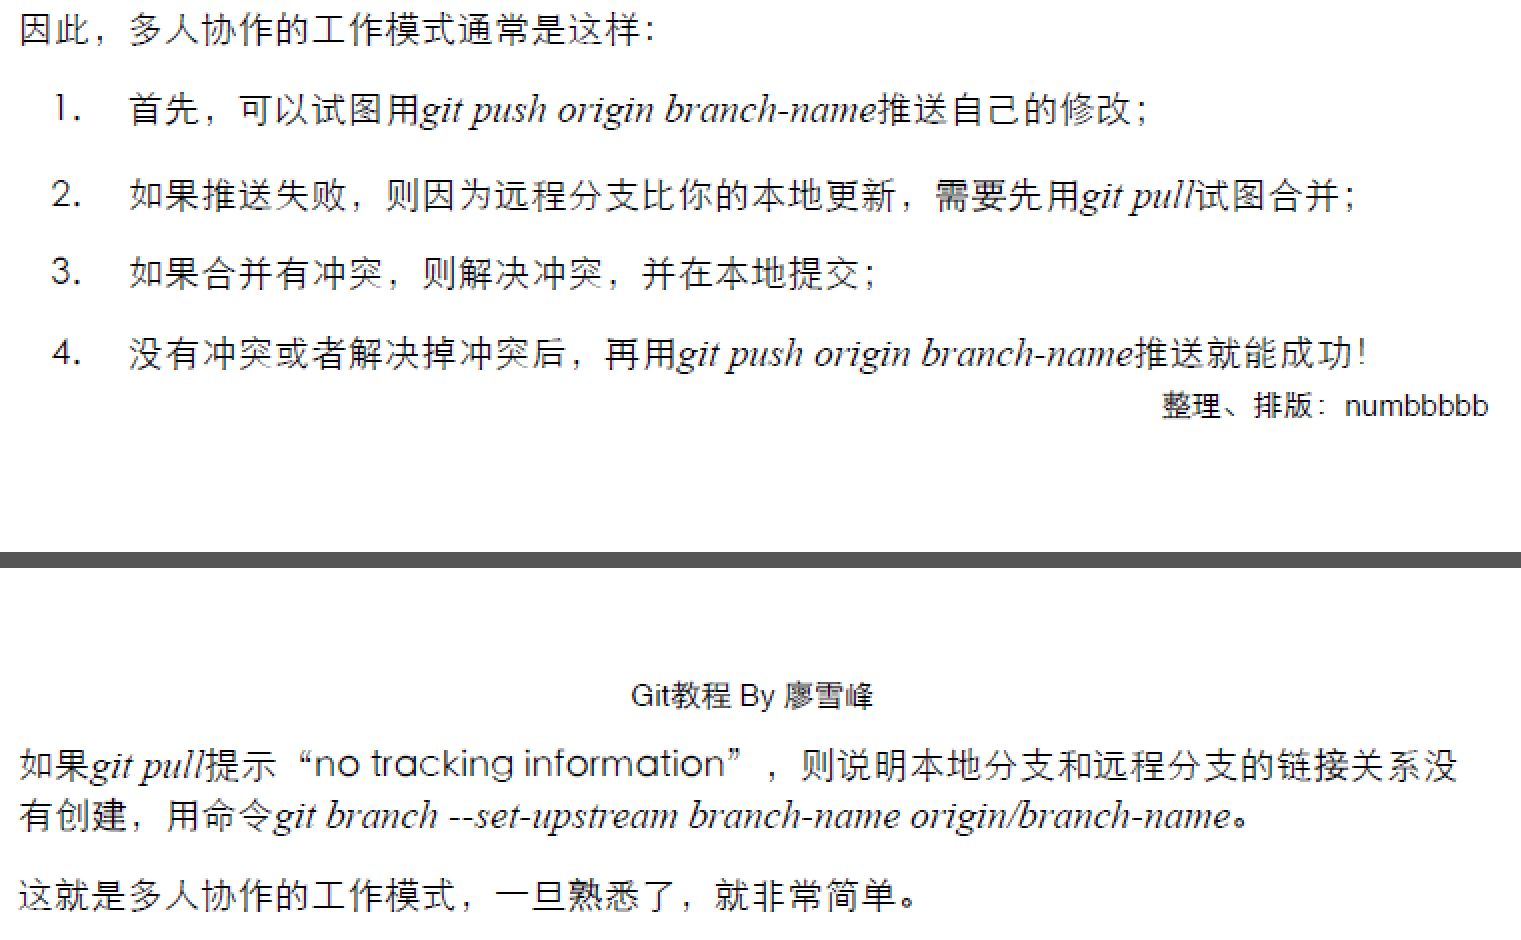 因此，多人协作的工作模式通常是这样：
1. 首先，可以试图用git push origin branch-name推送自己的修改；
2. 如果推送失败，则因为远程分支比你的本地更新，需要先用git pull试图合并；
3. 如果合并有冲突，则解决冲突，并在本地提交；
4. 没有冲突或者解决掉冲突后，再用git push origin branch-name推送就能成功！
整理、排版：numbbbbb
Git教程 By 廖雪峰
如果git pull提示“no tracking information”，则说明本地分支和远程分支的链接关系没
有创建，用命令git branch --set-upstream branch-name origin/branch-name。
这就是多人协作的工作模式，一旦熟悉了，就非常简单。